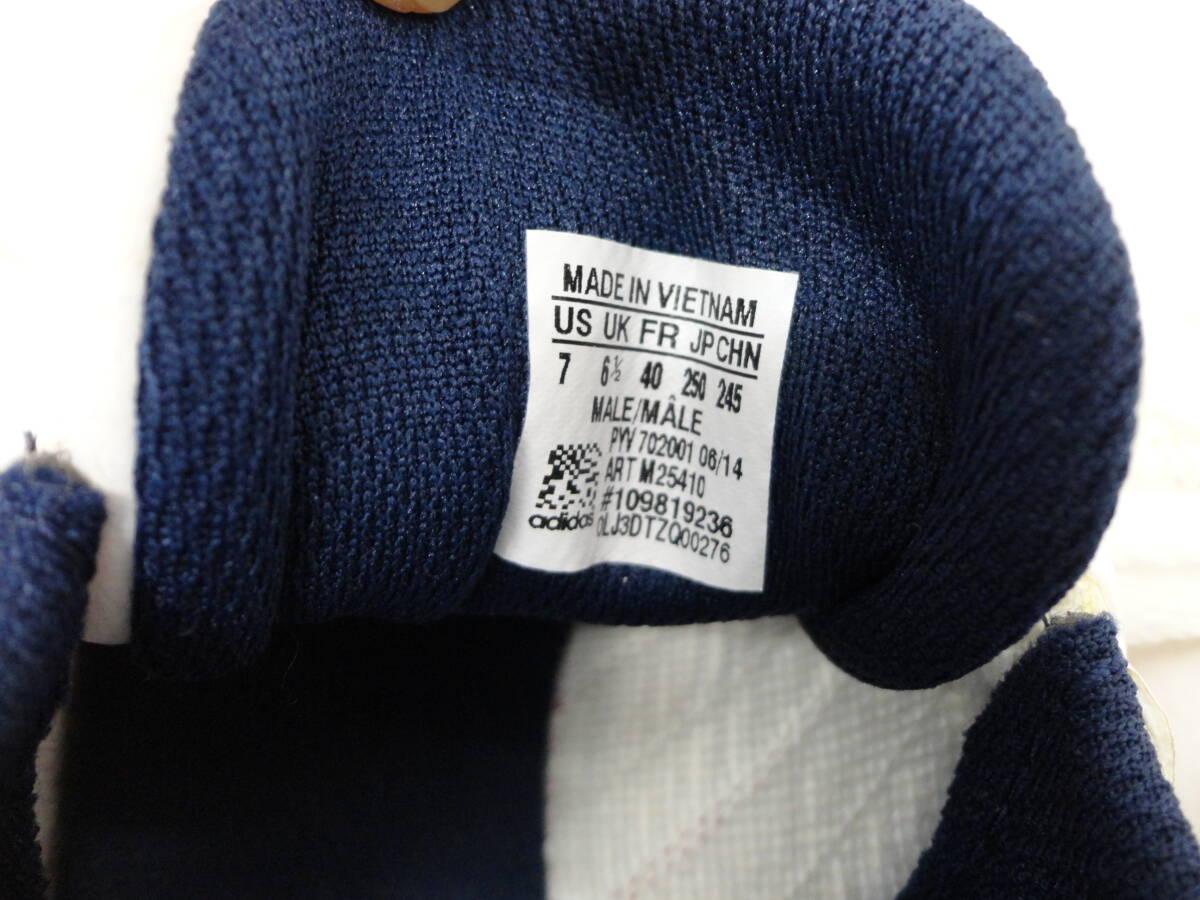 MADE IN VIETNAM
US UK FR JP CHN
7 6½ 40 250 245
MALE/MÂLE
PYV 702001 06/14
ART M25410
#109819236
adidas